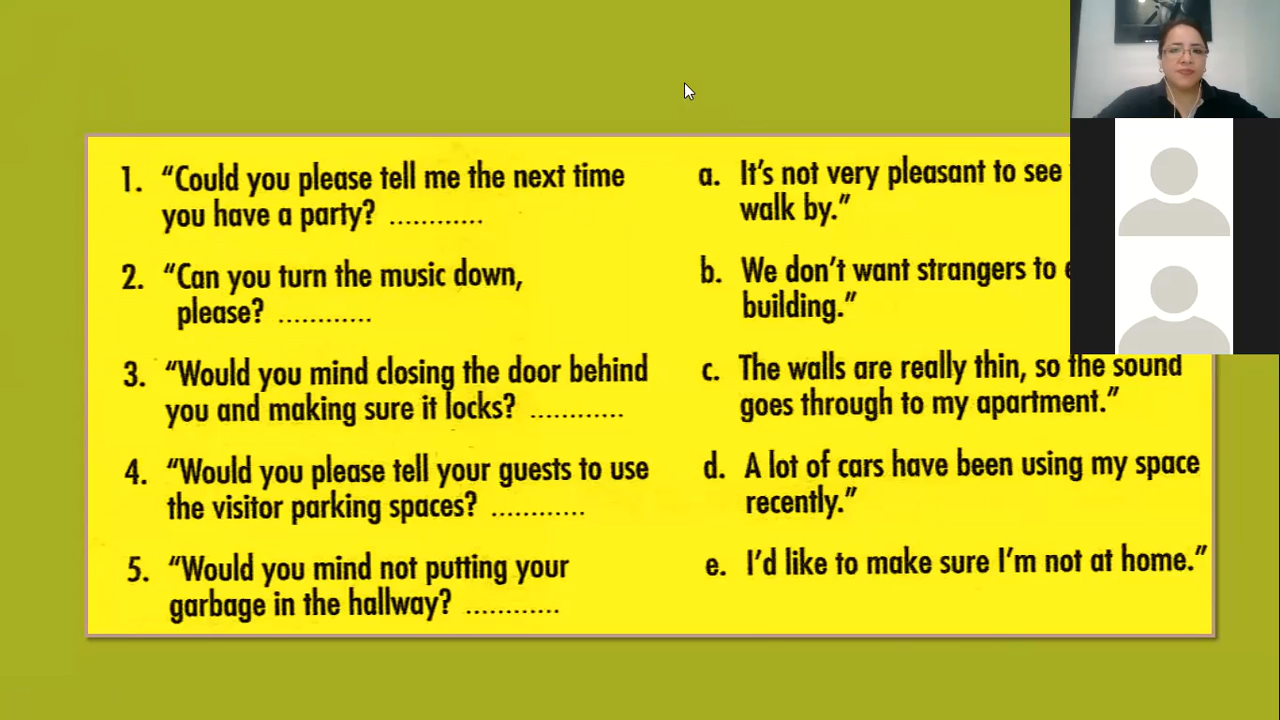 1. “Could you please tell me the next time
you have a party? ............
2. “Can you turn the music down,
please? ............
3. “Would you mind closing the door behind
you and making sure it locks? ............
4. “Would you please tell your guests to use
the visitor parking spaces? ............
5. “Would you mind not putting your
garbage in the hallway? ............
a. It’s not very pleasant to see
walk by.”
b. We don’t want strangers to
building.”
c. The walls are really thin, so the sound
goes through to my apartment.”
d. A lot of cars have been using my space
recently.”
e. I’d like to make sure I’m not at home.”